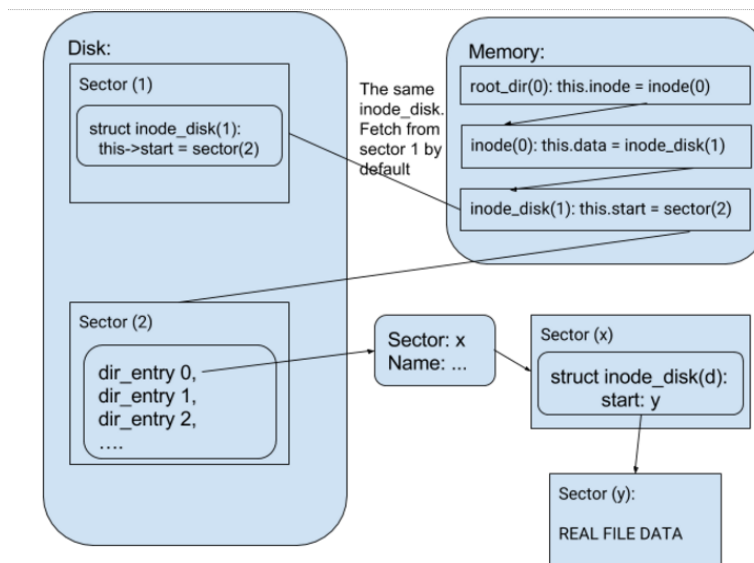 Disk:
Sector (1)
struct inode_disk(1):
this->start = sector(2)
The same
inode_disk.
Fetch from
sector 1 by
default
Memory:
root_dir(0): this.inode = inode(0)
inode(0): this.data = inode_disk(1)
inode_disk(1): this.start = sector(2)
Sector (2)
dir_entry 0,
dir_entry 1,
dir_entry 2,
....
Sector: x
Name: ...
Sector (x)
struct inode_disk(d):
start: y
Sector (y):
REAL FILE DATA